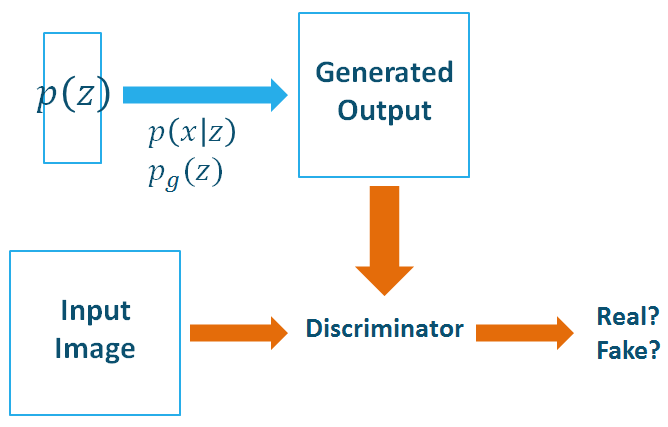 p(z)
p(x|z)
p_g(z)
Generated
Output
Input
Image
Discriminator
Real?
Fake?